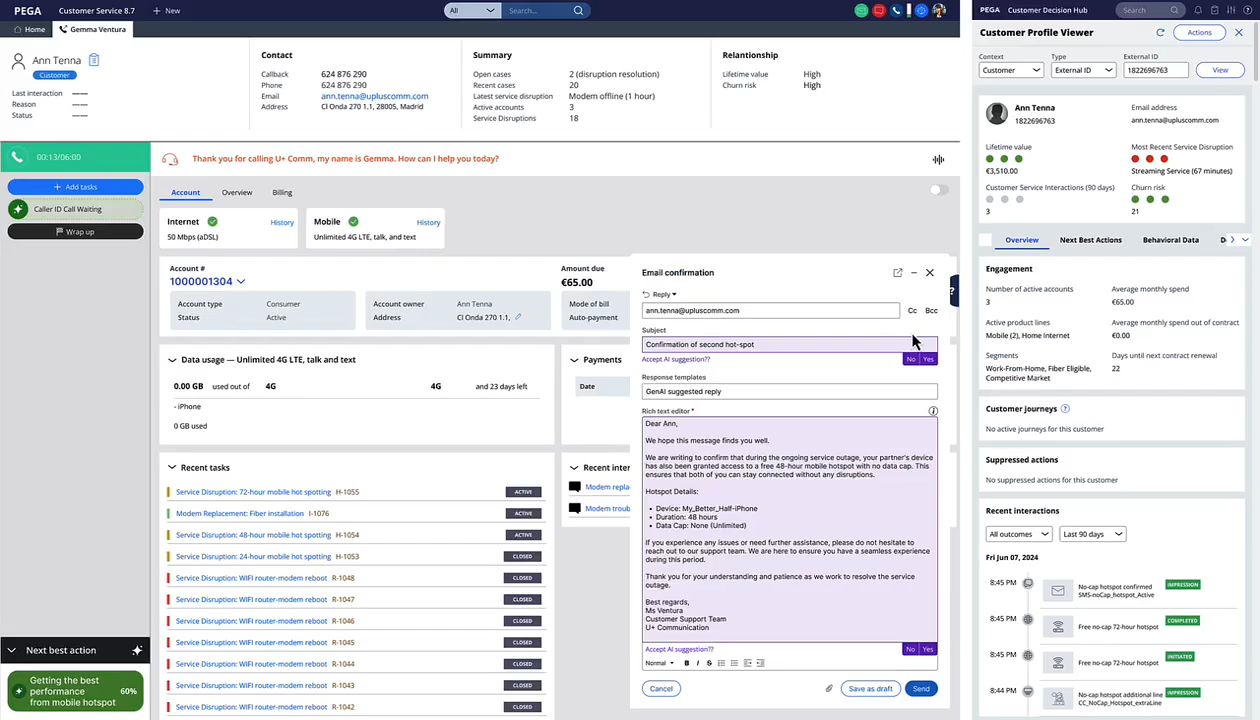 PEGA Customer Service 8.7 + New All Search...
Home Gemma Ventura
Ann Tenna
Customer
Last interaction ——
Reason ——
Status ——
Contact
Callback 624 876 290
Phone 624 876 290
Email ann.tenna@upluscomm.com
Address Cl Onda 270 1.1, 28005, Madrid
Summary
Open cases 2 (disruption resolution)
Recent cases 20
Latest service disruption Modem offline (1 hour)
Active accounts 3
Service Disruptions 18
Relationship
Lifetime value High
Churn risk High
00:13/06:00
+ Add tasks
Caller ID Call Waiting
Wrap up
Thank you for calling U+ Comm, my name is Gemma. How can I help you today?
Account Overview Billing
Internet History
50 Mbps (aDSL)
Mobile History
Unlimited 4G LTE, talk, and text
Account #
1000001304
Amount due
€65.00
Account type Consumer
Status Active
Account owner Ann Tenna
Address Cl Onda 270 1.1,
Mode of bill
Auto-payment
Data usage — Unlimited 4G LTE, talk and text
0.00 GB used out of 4G 4G and 23 days left
- iPhone
0 GB used
Payments
Date
Recent tasks
Service Disruption: 72-hour mobile hot spotting H-1055 ACTIVE
Modem Replacement: Fiber installation I-1076 ACTIVE
Service Disruption: 48-hour mobile hot spotting H-1054 ACTIVE
Service Disruption: 24-hour mobile hot spotting H-1053 CLOSED
Service Disruption: WIFI router-modem reboot R-1048 CLOSED
Service Disruption: WIFI router-modem reboot R-1047 CLOSED
Service Disruption: WIFI router-modem reboot R-1046 CLOSED
Service Disruption: WIFI router-modem reboot R-1045 CLOSED
Service Disruption: WIFI router-modem reboot R-1044 CLOSED
Service Disruption: WIFI router-modem reboot R-1043 CLOSED
Service Disruption: WIFI router-modem reboot R-1042 CLOSED
Recent inter
Modem repla
Modem troub
Next best action
Getting the best
performance 60%
from mobile hotspot
Email confirmation
Reply
ann.tenna@upluscomm.com Cc Bcc
Subject
Confirmation of second hot-spot
Accept AI suggestion?? No Yes
Response templates
GenAI suggested reply
Rich text editor *
Dear Ann,
We hope this message finds you well.
We are writing to confirm that during the ongoing service outage, your partner's device
has also been granted access to a free 48-hour mobile hotspot with no data cap. This
ensures that both of you can stay connected without any disruptions.
Hotspot Details:
• Device: My_Better_Half-iPhone
• Duration: 48 hours
• Data Cap: None (Unlimited)
If you experience any issues or need further assistance, please do not hesitate to
reach out to our support team. We are here to ensure you have a seamless experience
during this period.
Thank you for your understanding and patience as we work to resolve the service
outage.
Best regards,
Ms Ventura
Customer Support Team
U+ Communication
Accept AI suggestion?? No Yes
Normal B I S
Cancel Save as draft Send
?
PEGA Customer Decision Hub Search
Customer Profile Viewer Actions
Context Type External ID
Customer External ID 1822696763 View
Ann Tenna
1822696763
Email address
ann.tenna@upluscomm.com
Lifetime value
€3,510.00
Most Recent Service Disruption
Streaming Service (67 minutes)
Customer Service Interactions (90 days)
3
Churn risk
21
Overview Next Best Actions Behavioral Data
Engagement
Number of active accounts
3
Average monthly spend
€65.00
Active product lines
Mobile (2), Home Internet
Average monthly spend out of contract
€0.00
Segments
Work-From-Home, Fiber Eligible,
Competitive Market
Days until next contract renewal
22
Customer journeys
No active journeys for this customer
Suppressed actions
No suppressed actions for this customer
Recent interactions
All outcomes Last 90 days
Fri Jun 07, 2024
8:45 PM No-cap hotspot confirmed IMPRESSION
SMS-noCap_hotspot_Active
8:45 PM Free no-cap 72-hour hotspot COMPLETED
8:45 PM Free no-cap 72-hour hotspot INITIATED
8:44 PM No-cap hotspot additional line IMPRESSION
CC_NoCap_Hotspot_extraLine